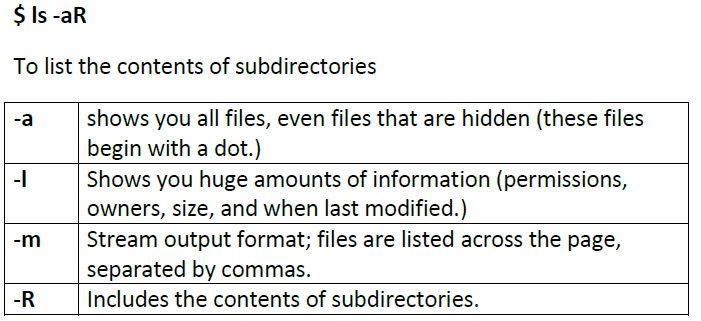 $ ls -aR
To list the contents of subdirectories
-a shows you all files, even files that are hidden (these files
begin with a dot.)
-l Shows you huge amounts of information (permissions,
owners, size, and when last modified.)
-m Stream output format; files are listed across the page,
separated by commas.
-R Includes the contents of subdirectories.